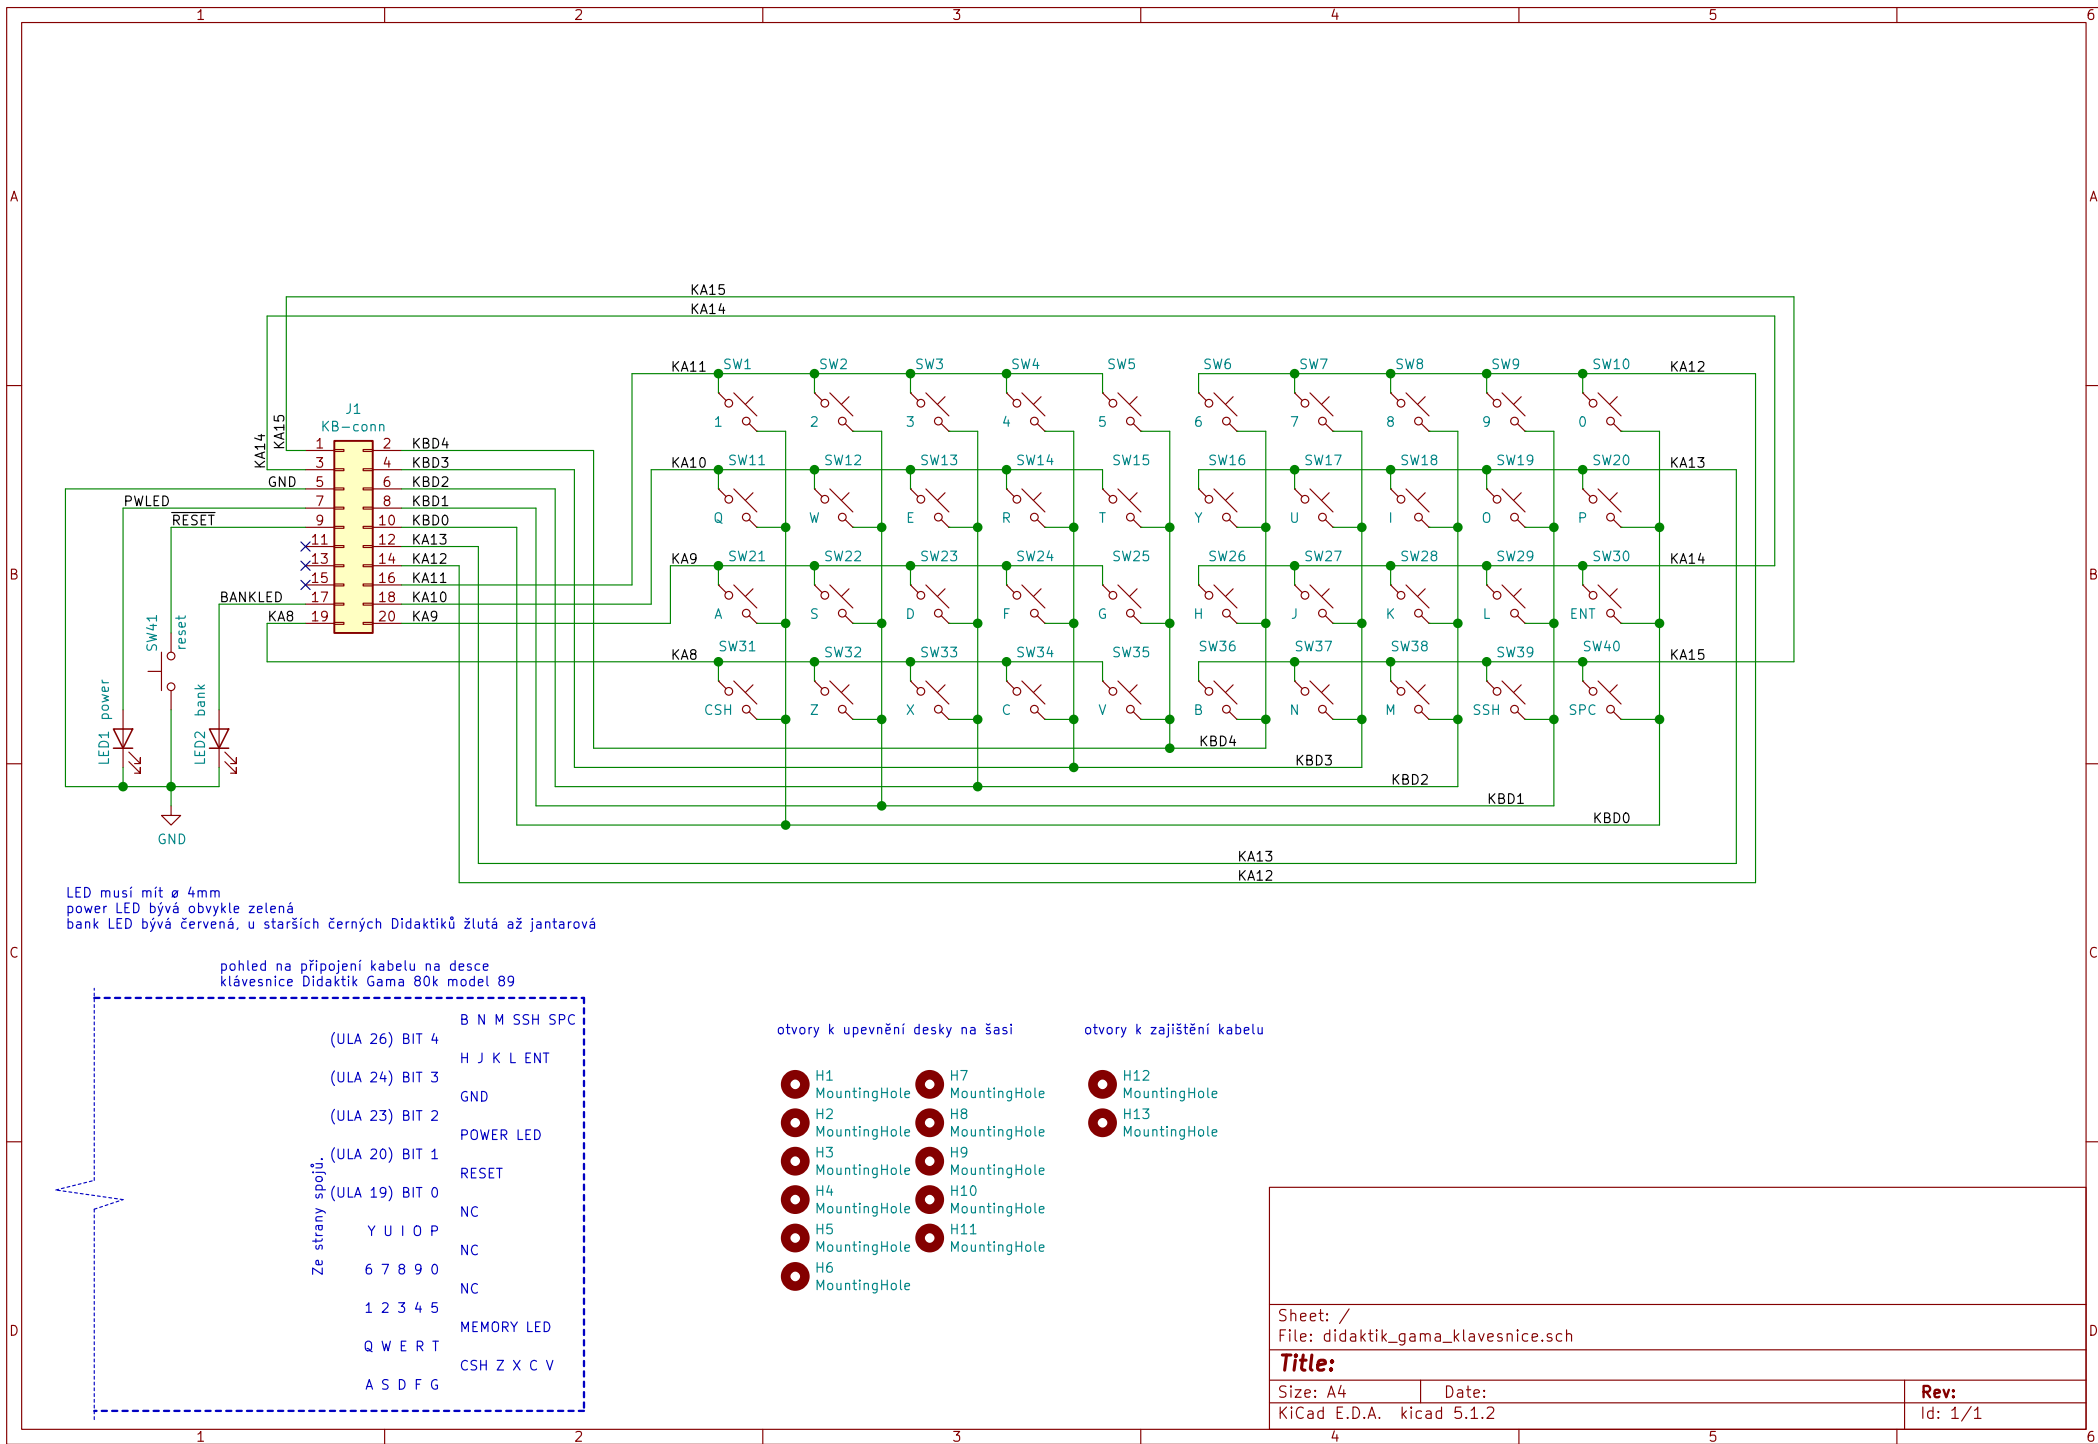 1 2 3 4 5 6
A
A
KA15
KA14
KA11 SW1 SW2 SW3 SW4 SW5 SW6 SW7 SW8 SW9 SW10 KA12
1 2 3 4 5 6 7 8 9 0
J1
KB-conn
KA14
KA15
1 2 KBD4
3 4 KBD3
GND 5 6 KBD2
PWLED 7 8 KBD1
RESET 9 10 KBD0
11 12 KA13
13 14 KA12
15 16 KA11
BANKLED 17 18 KA10
KA8 19 20 KA9
KA10 SW11 SW12 SW13 SW14 SW15 SW16 SW17 SW18 SW19 SW20 KA13
Q W E R T Y U I O P
KA9 SW21 SW22 SW23 SW24 SW25 SW26 SW27 SW28 SW29 SW30 KA14
B
B
A S D F G H J K L ENT
KA8 SW31 SW32 SW33 SW34 SW35 SW36 SW37 SW38 SW39 SW40 KA15
CSH Z X C V B N M SSH SPC
SW41
reset
LED1 power
LED2 bank
GND
KBD4
KBD3
KBD2
KBD1
KBD0
KA13
KA12
LED musí mít ø 4mm
power LED bývá obvykle zelená
bank LED bývá červená, u starších černých Didaktiků žlutá až jantarová
C
C
pohled na připojení kabelu na desce
klávesnice Didaktik Gama 80k model 89
B N M SSH SPC
(ULA 26) BIT 4
H J K L ENT
(ULA 24) BIT 3
GND
(ULA 23) BIT 2
POWER LED
(ULA 20) BIT 1
RESET
(ULA 19) BIT 0
NC
Y U I O P
NC
6 7 8 9 0
NC
1 2 3 4 5
MEMORY LED
Q W E R T
CSH Z X C V
A S D F G
Ze strany spojů.
otvory k upevnění desky na šasi
H1
MountingHole
H2
MountingHole
H3
MountingHole
H4
MountingHole
H5
MountingHole
H6
MountingHole
H7
MountingHole
H8
MountingHole
H9
MountingHole
H10
MountingHole
H11
MountingHole
otvory k zajištění kabelu
H12
MountingHole
H13
MountingHole
D
D
Sheet: /
File: didaktik_gama_klavesnice.sch
Title:
Size: A4 Date: Rev:
KiCad E.D.A. kicad 5.1.2 Id: 1/1
1 2 3 4 5 6